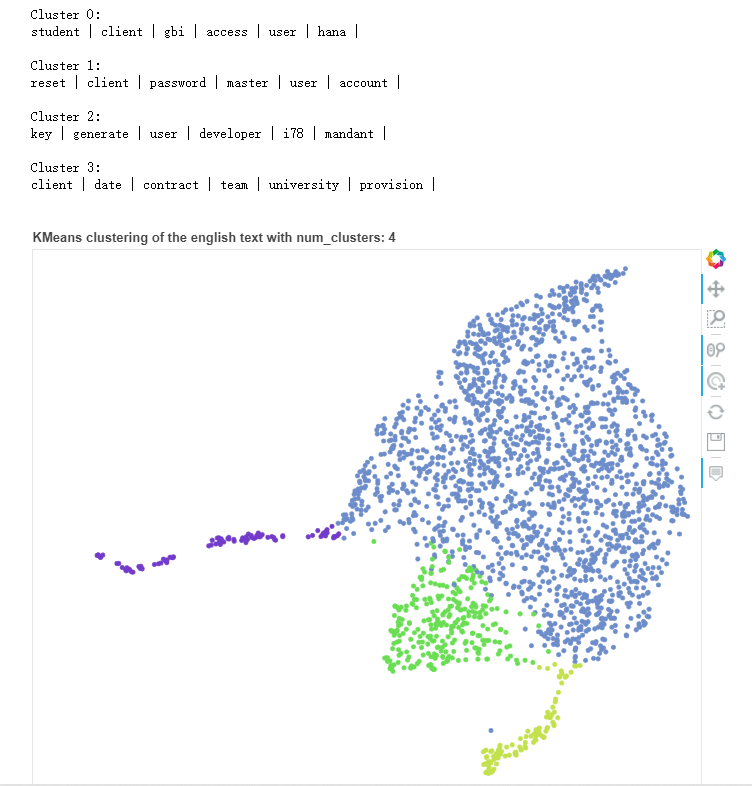 Cluster 0:
student | client | gbi | access | user | hana |
Cluster 1:
reset | client | password | master | user | account |
Cluster 2:
key | generate | user | developer | i78 | mandant |
Cluster 3:
client | date | contract | team | university | provision |
KMeans clustering of the english text with num_clusters: 4